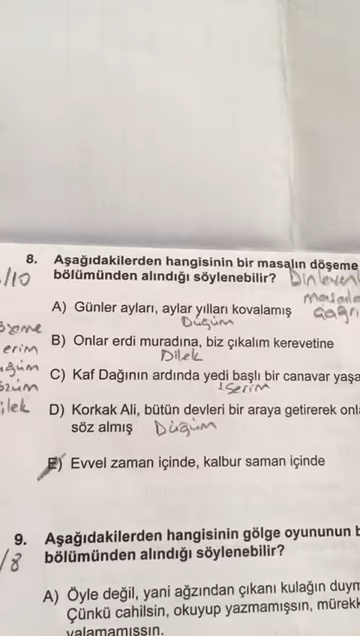 8. Aşağıdakilerden hangisinin bir masalın döşeme
bölümünden alındığı söylenebilir? Dinleyen
/10
masala
A) Günler ayları, aylar yılları kovalamış
Düğüm
B) Onlar erdi muradına, biz çıkalım kerevetine
erim
Dilek
C) Kaf Dağının ardında yedi başlı bir canavar yaşa
Serim
D) Korkak Ali, bütün devleri bir araya getirerek onla
söz almış Düğüm
E) Evvel zaman içinde, kalbur saman içinde
9. Aşağıdakilerden hangisinin gölge oyununun b
/8
bölümünden alındığı söylenebilir?
A) Öyle değil, yani ağzından çıkanı kulağın duym
Çünkü cahilsin, okuyup yazmamışsın, mürekk
yalamamışsın.